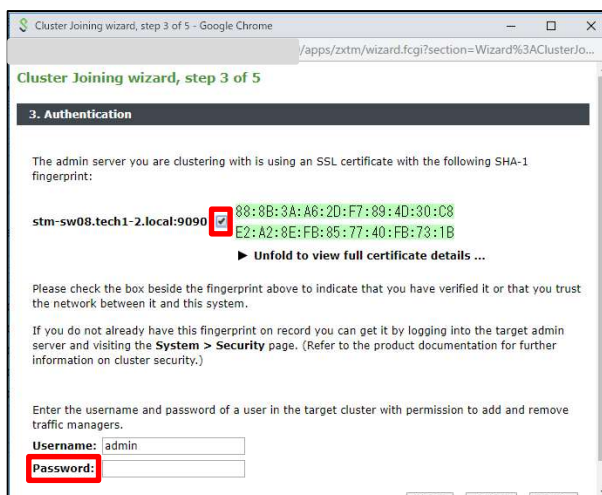 Cluster Joining wizard, step 3 of 5 - Google Chrome
/apps/zxtm/wizard.fcgi?section=Wizard%3AClusterJo...
Cluster Joining wizard, step 3 of 5
3. Authentication
The admin server you are clustering with is using an SSL certificate with the following SHA-1
fingerprint:
stm-sw08.tech1-2.local:9090
88:8B:3A:A6:2D:F7:89:4D:30:C8
E2:A2:8E:FB:85:77:40:FB:73:1B
▶ Unfold to view full certificate details ...
Please check the box beside the fingerprint above to indicate that you have verified it or that you trust
the network between it and this system.
If you do not already have this fingerprint on record you can get it by logging into the target admin
server and visiting the System > Security page. (Refer to the product documentation for further
information on cluster security.)
Enter the username and password of a user in the target cluster with permission to add and remove
traffic managers.
Username: admin
Password: